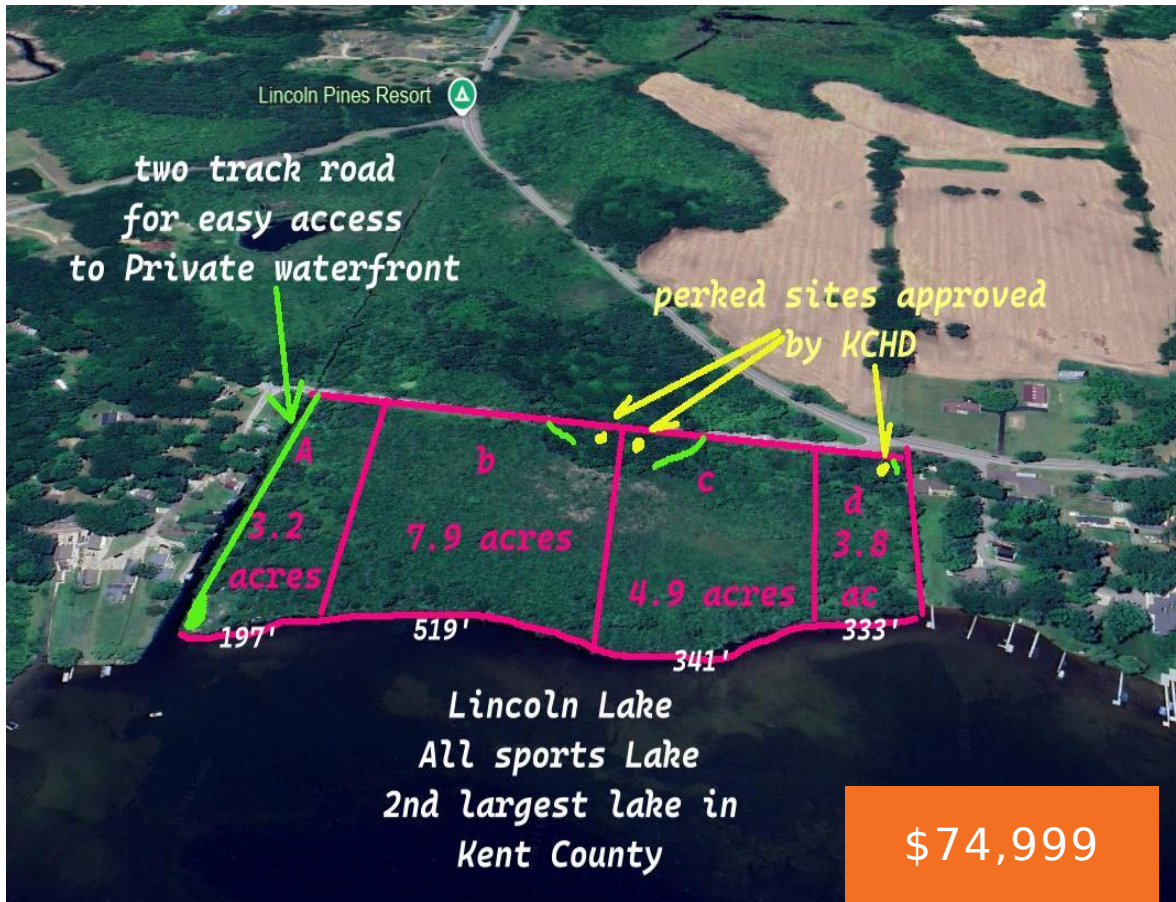 Lincoln Pines Resort
two track road
for easy access
to Private waterfront
perked sites approved
by KCHD
A
3.2
acres
b
7.9 acres
c
4.9 acres
d
3.8
ac
197'
519'
341'
333'
Lincoln Lake
All sports Lake
2nd largest lake in
Kent County
$74,999